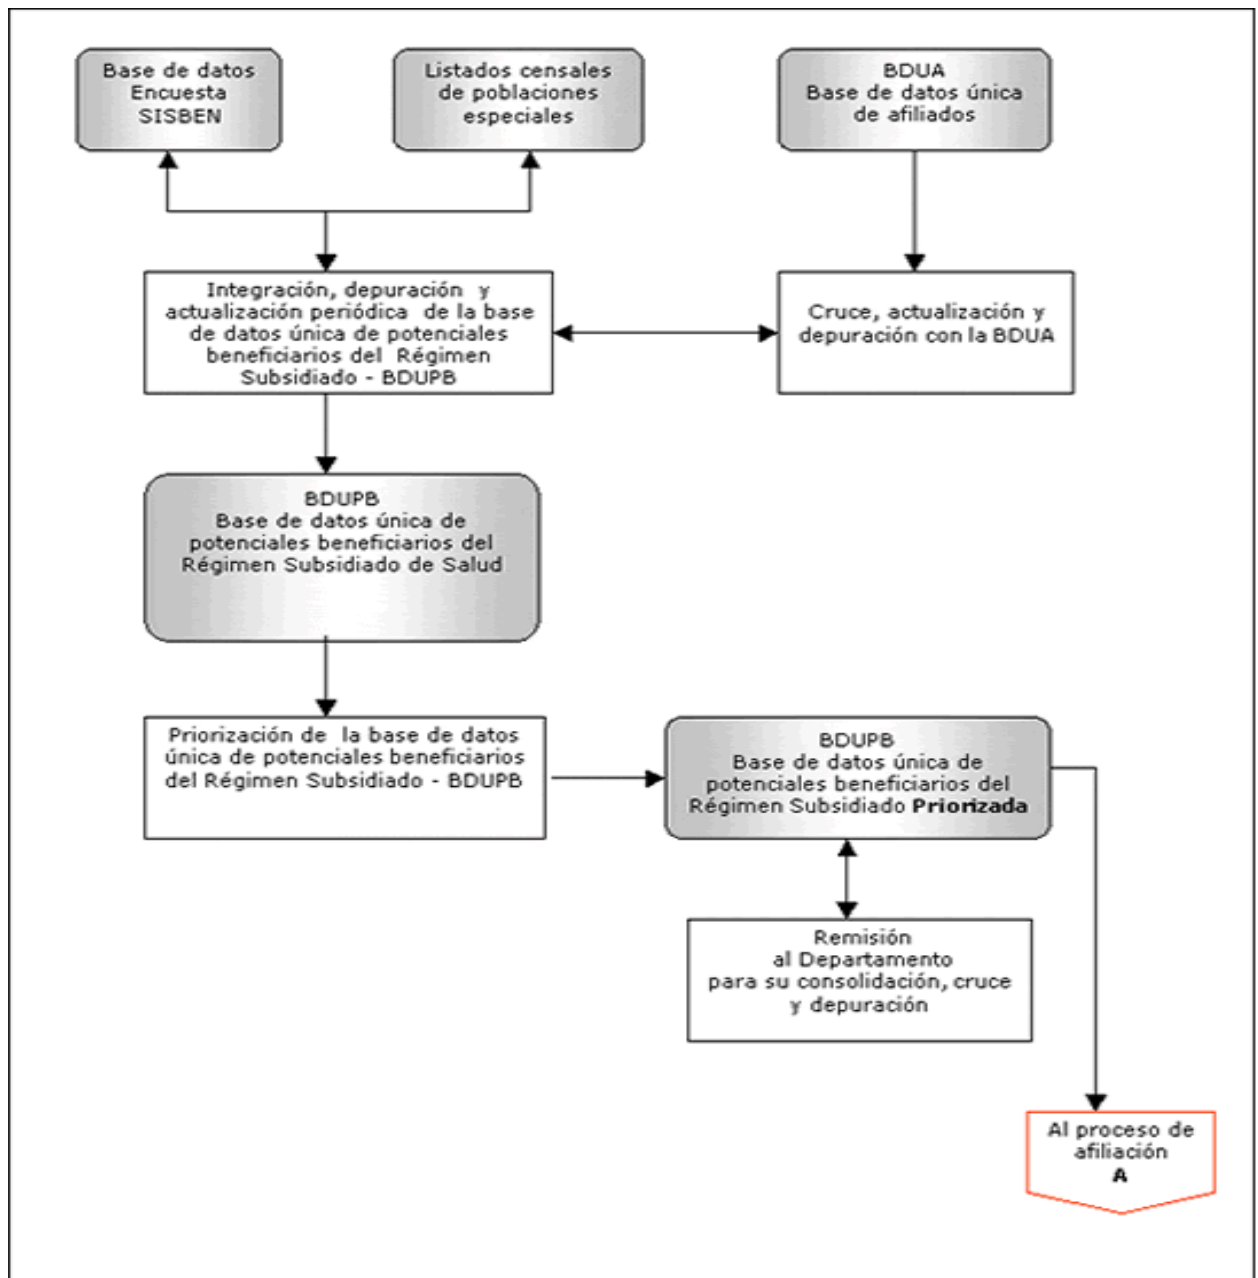 Base de datos
Encuesta
SISBEN
Listados censales
de poblaciones
especiales
BDUA
Base de datos única
de afiliados
Integración, depuración y
actualización periódica de la base
de datos única de potenciales
beneficiarios del Régimen
Subsidiado - BDUPB
Cruce, actualización y
depuración con la BDUA
BDUPB
Base de datos única de
potenciales beneficiarios del
Régimen Subsidiado de Salud
Priorización de la base de datos
única de potenciales beneficiarios
del Régimen Subsidiado - BDUPB
BDUPB
Base de datos única de
potenciales beneficiarios del
Régimen Subsidiado Priorizada
Remisión
al Departamento
para su consolidación, cruce
y depuración
Al proceso de
afiliación
A